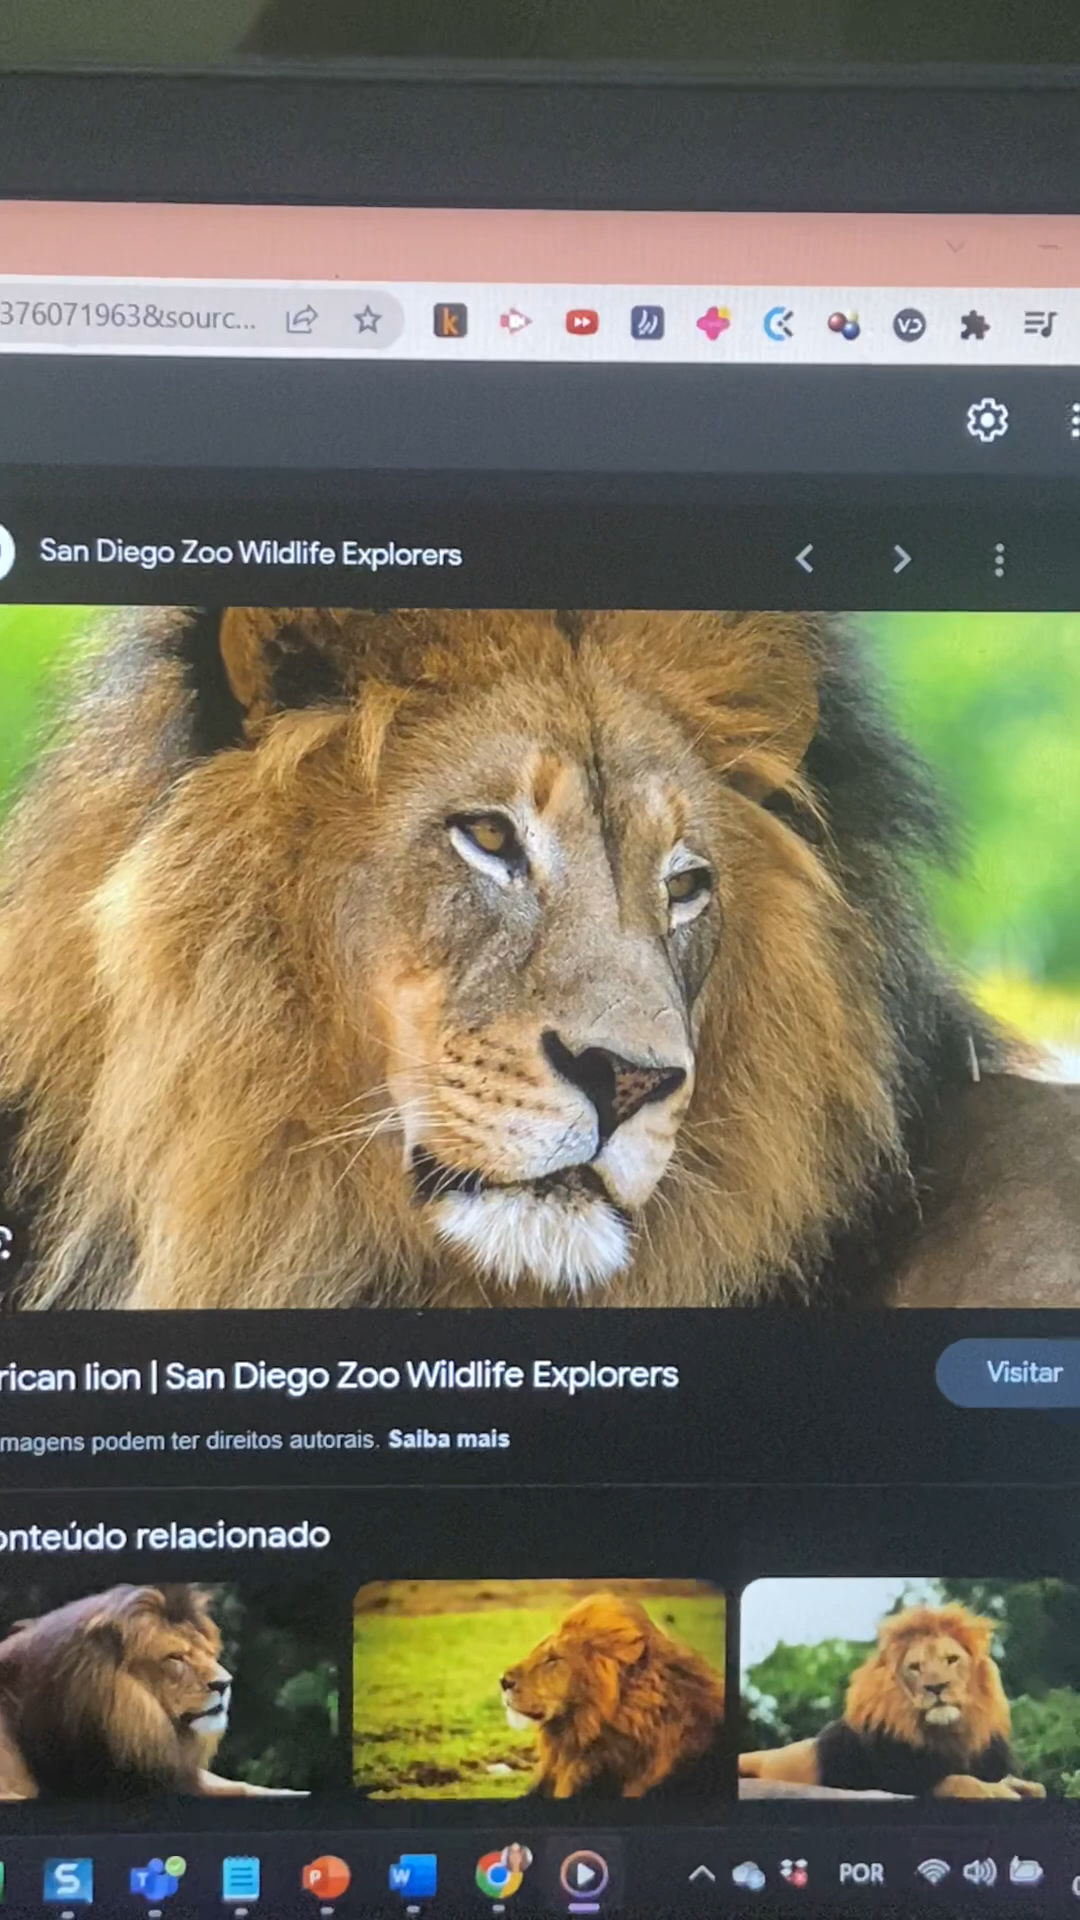 376071963&sourc...
San Diego Zoo Wildlife Explorers
rican lion | San Diego Zoo Wildlife Explorers
Visitar
magens podem ter direitos autorais. Saiba mais
onteúdo relacionado
POR